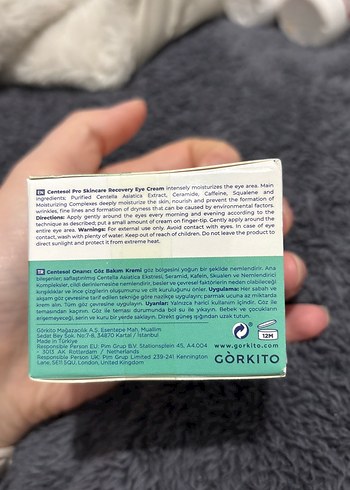 EN Centesol Pro Skincare Recovery Eye Cream intensely moisturizes the eye area. Main
ingredients; Purified Centella Asiatica Extract, Ceramide, Caffeine, Squalene and
Moisturizing Complexes deeply moisturize the skin, nourish and prevent the formation of
wrinkles, fine lines and formation of dryness that can be caused by environmental factors.
Directions: Apply gently around the eyes every morning and evening according to the
technique as described; put a small amount of cream on finger-tip. Gently apply around the
entire eye area. Warnings: For external use only. Avoid contact with eyes. In case of eye
contact, wash with plenty of water. Keep out of reach of children. Do not leave the product to
direct sunlight and protect it from extreme heat.
TR Centesol Onarıcı Göz Bakım Kremi göz bölgesini yoğun bir şekilde nemlendirir. Ana
bileşenler; saflaştırılmış Centella Asiatica Ekstresi, Seramid, Kafein, Skualen ve Nemlendirici
Kompleksler, cildi derinlemesine nemlendirir, besler ve çevresel faktörlerin neden olabileceği
kırışıklıklar ve ince çizgilerin oluşumunu ve cilt kuruluğunu önler. Uygulama: Her sabah ve
akşam göz çevresine tarif edilen tekniğe göre nazikçe uygulayın; parmak ucuna az miktarda
krem alın. Tüm göz çevresine uygulayın. Uyarılar: Yalnızca harici kullanım içindir. Göz ile
temasından kaçının. Göz ile teması durumunda bol su ile yıkayın. Bebek ve çocukların
erişemeyeceği, serin ve kuru bir yerde saklayın. Direkt güneş ışığından uzak tutun.
Görkito Mağazacılık A.Ş. Esentepe Mah. Muallim
Sedat Bey Sok. No:7-8, 34870 Kartal / İstanbul
Made in Türkiye
Responsible Person EU: Pim Grup B.V. Stationsplein 45, A4.004
- 3013 AK Rotterdam / Netherlands
Responsible Person UK: Pim Grup Limited 239-241 Kennington
Lane, SE11 5QU. London, United Kingdom
12M
www.gorkito.com
GÖRKİTO